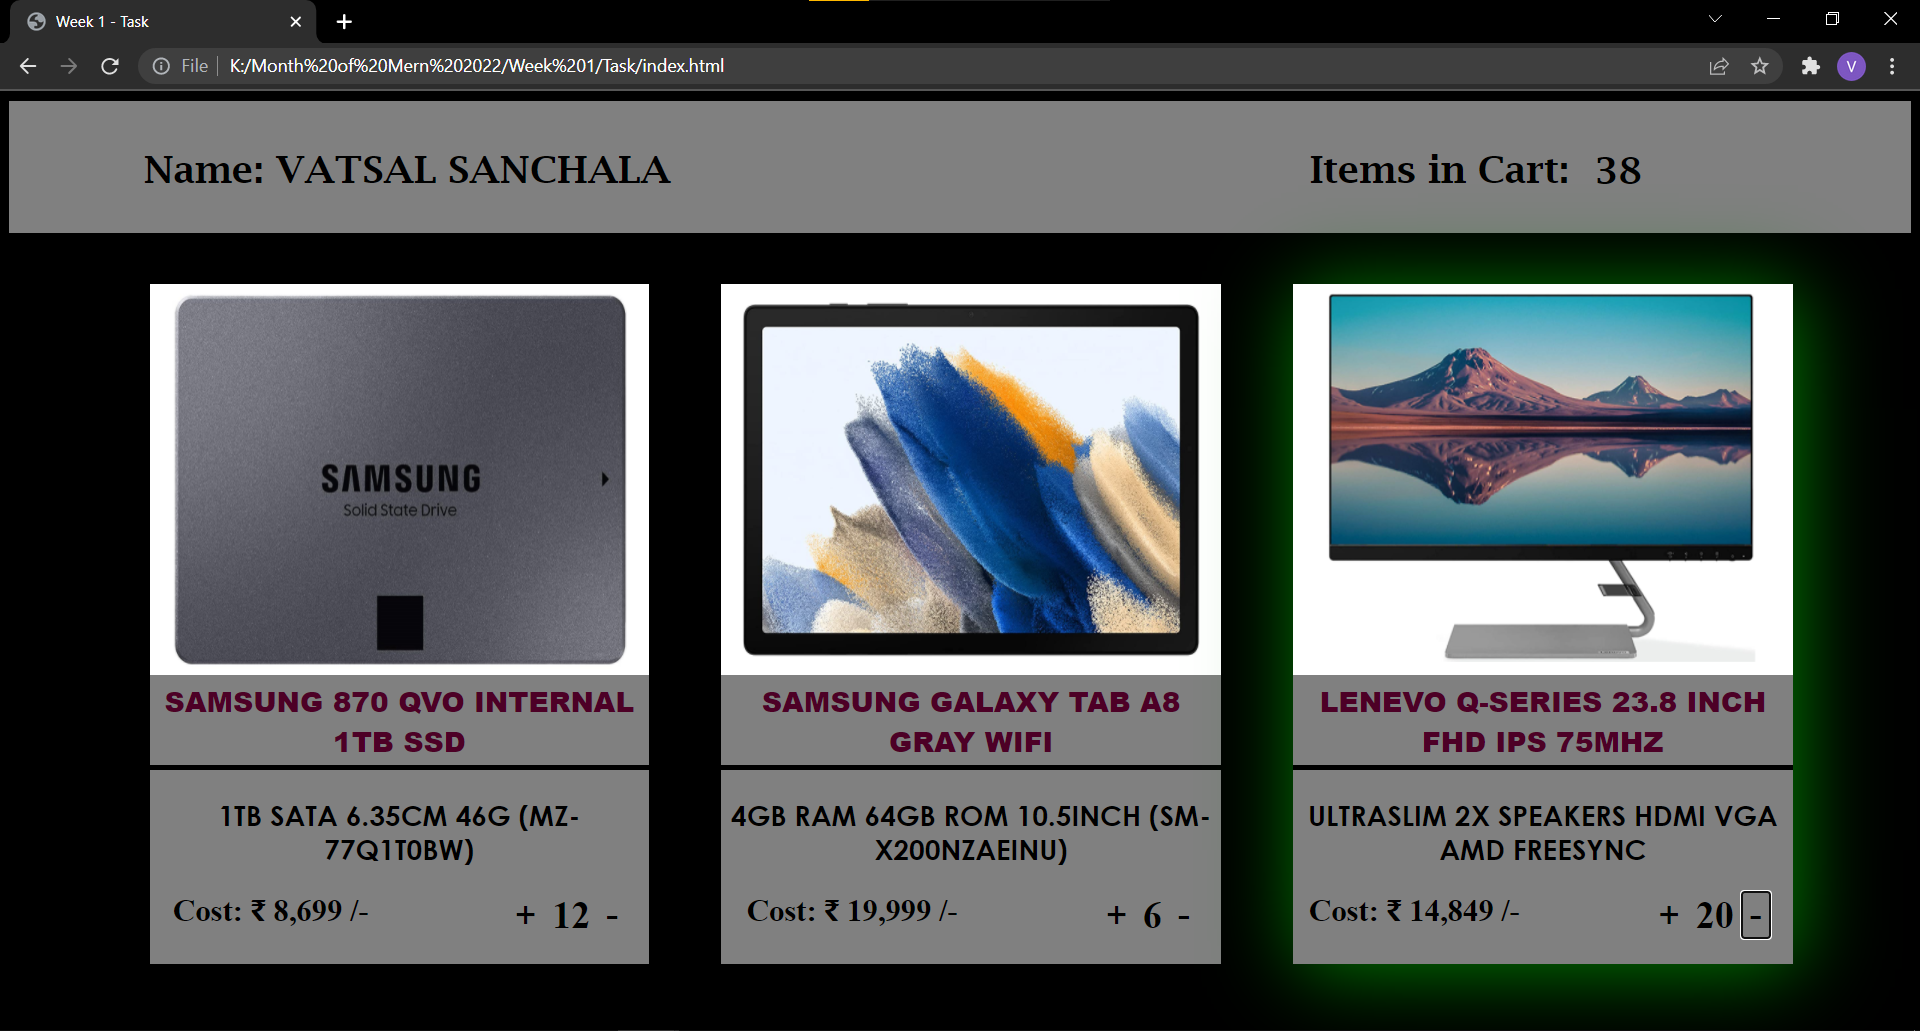 Week 1 - Task
File
K:/Month%20of%20Mern%202022/Week%201/Task/index.html
V
Name: VATSAL SANCHALA
Items in Cart: 38
SAMSUNG
Solid State Drive
SAMSUNG 870 QVO INTERNAL
1TB SSD
1TB SATA 6.35CM 46G (MZ-
77Q1T0BW)
Cost: ₹ 8,699 /-
+ 12 -
SAMSUNG GALAXY TAB A8
GRAY WIFI
4GB RAM 64GB ROM 10.5INCH (SM-
X200NZAEINU)
Cost: ₹ 19,999 /-
+ 6 -
LENEVO Q-SERIES 23.8 INCH
FHD IPS 75MHZ
ULTRASLIM 2X SPEAKERS HDMI VGA
AMD FREESYNC
Cost: ₹ 14,849 /-
+ 20 -